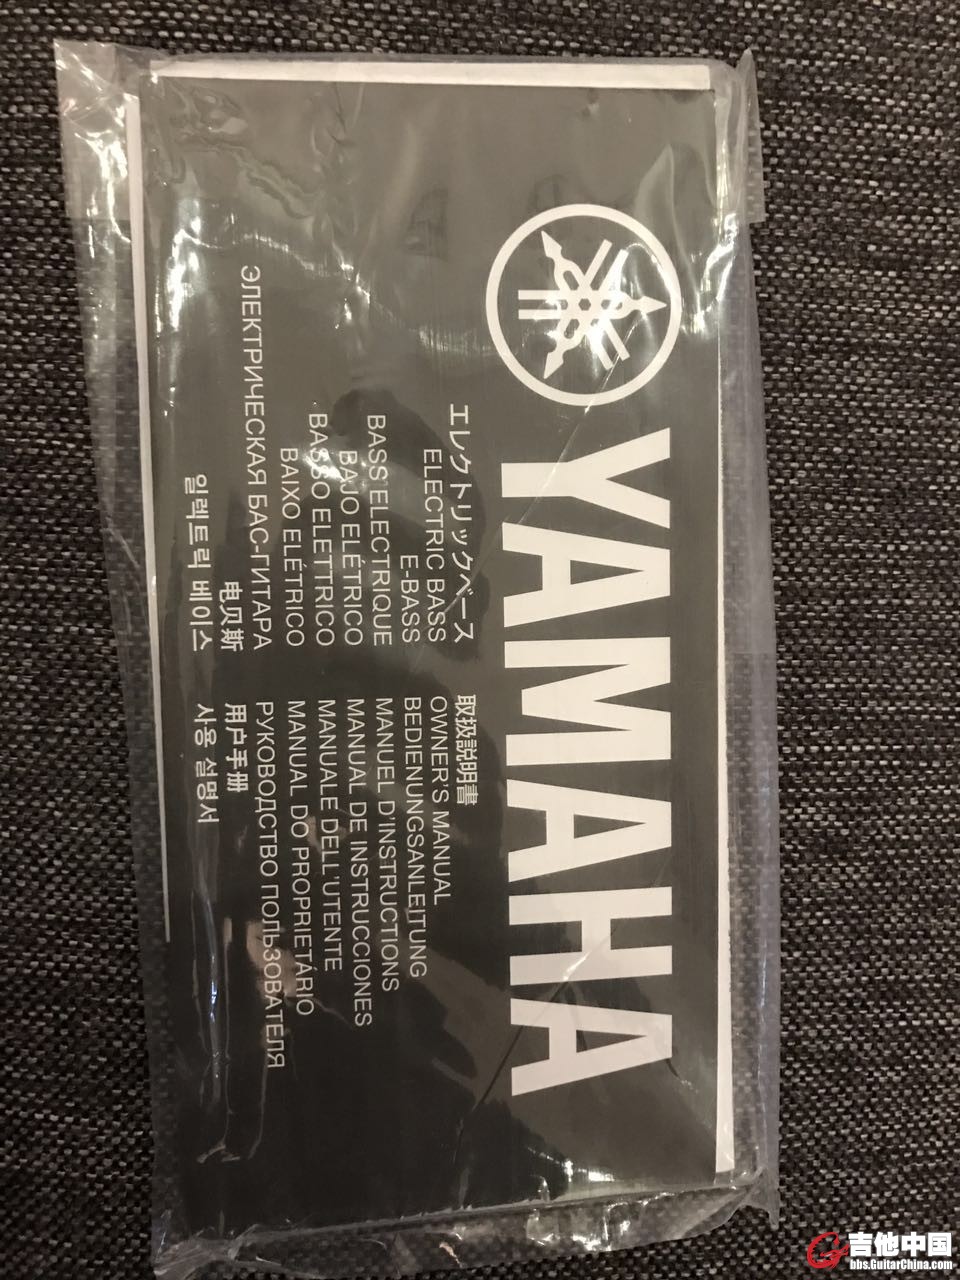 YAMAHA
エレクトリックベース 取扱説明書
ELECTRIC BASS OWNER'S MANUAL
E-BASS BEDIENUNGSANLEITUNG
BASS ELECTRIQUE MANUEL D'INSTRUCTIONS
BAJO ELÉTRICO MANUAL DE INSTRUCCIONES
BASSO ELETTRICO MANUALE DELL'UTENTE
BAIXO ELÉTRICO MANUAL DO PROPRIETÁRIO
ЭЛЕКТРИЧЕСКАЯ БАС-ГИТАРА РУКОВОДСТВО ПОЛЬЗОВАТЕЛЯ
电贝斯 用户手册
일렉트릭 베이스 사용 설명서
吉他中国
bbs.GuitarChina.com